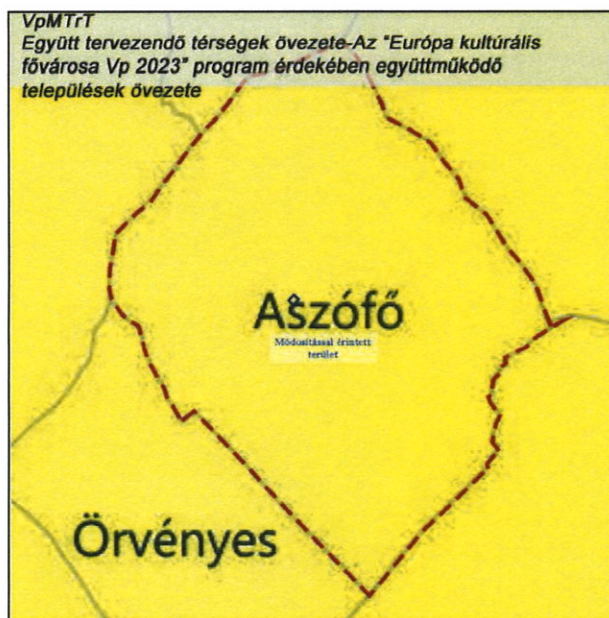 VpMTrT
Együtt tervezendő térségek övezete-Az "Európa kultúrális
fővárosa Vp 2023" program érdekében együttműködő
települések övezete
Aszófő
Módosítással érintett
terület
Örvényes